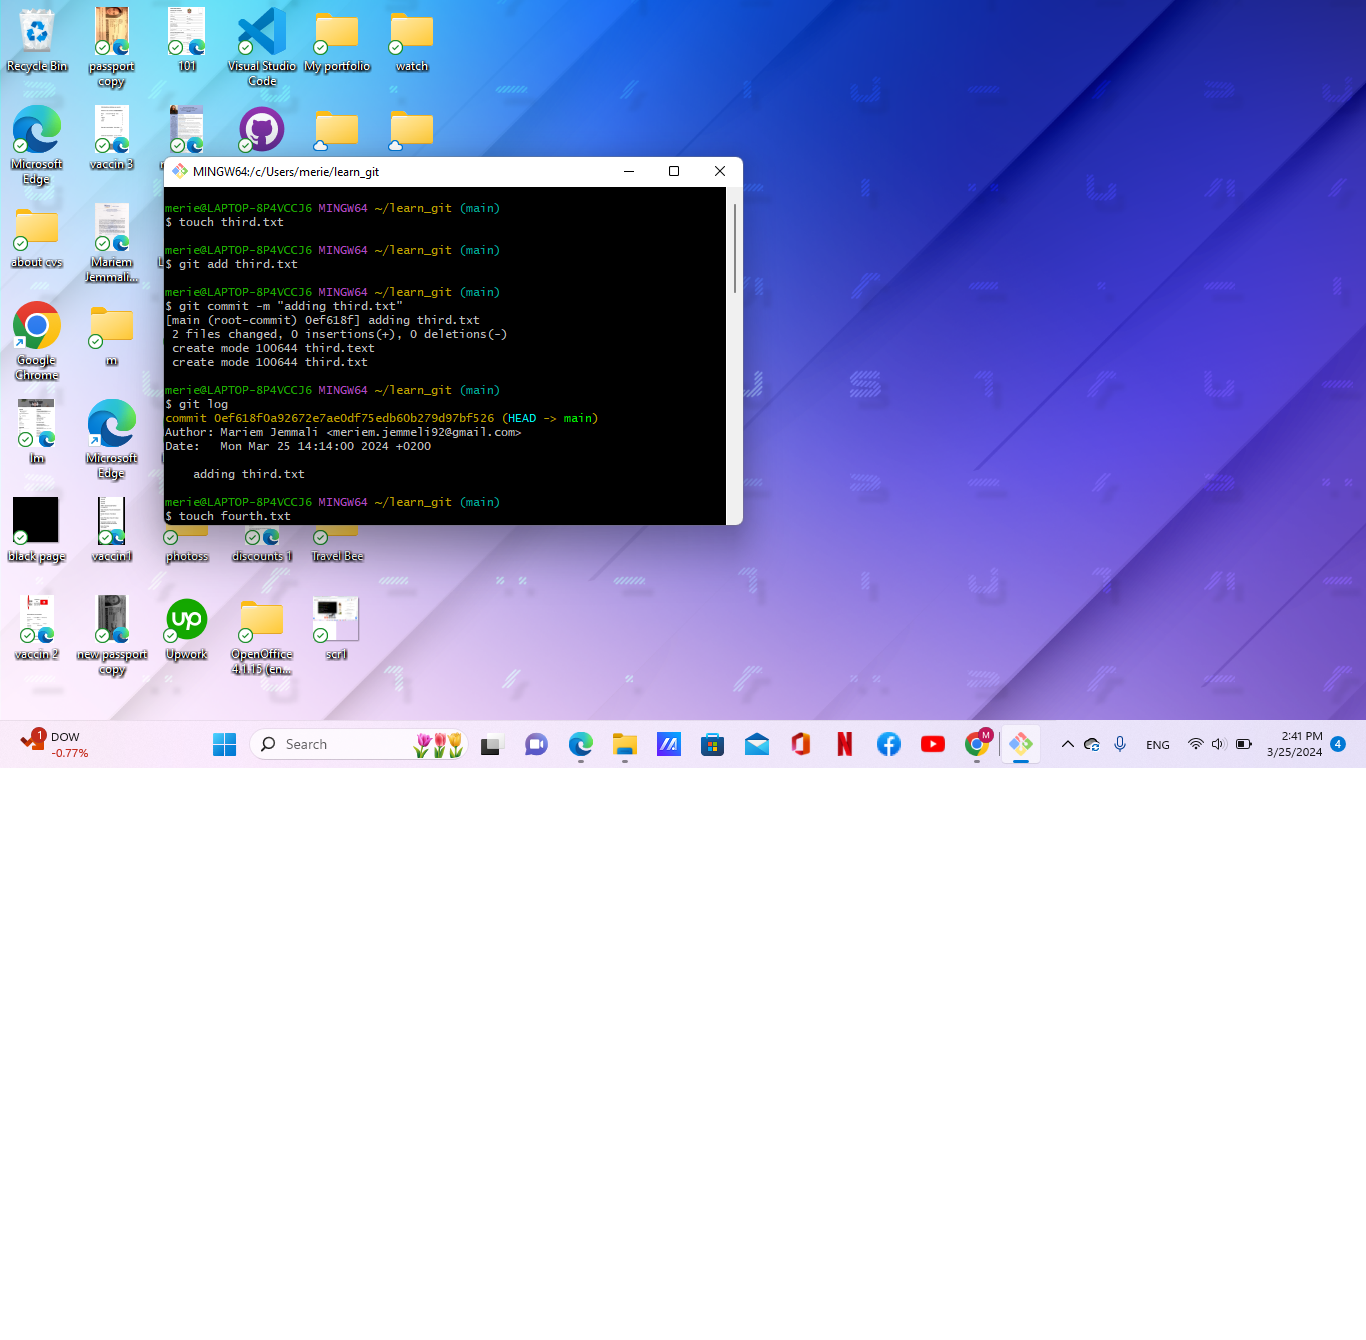 Recycle Bin
passport copy
101
Visual Studio Code
My portfolio
watch
Microsoft Edge
vaccin 3
MINGW64:/c/Users/merie/learn_git
merie@LAPTOP-8P4VCCJ6 MINGW64 ~/learn_git (main)
$ touch third.txt
merie@LAPTOP-8P4VCCJ6 MINGW64 ~/learn_git (main)
$ git add third.txt
merie@LAPTOP-8P4VCCJ6 MINGW64 ~/learn_git (main)
$ git commit -m "adding third.txt"
[main (root-commit) 0ef618f] adding third.txt
2 files changed, 0 insertions(+), 0 deletions(-)
create mode 100644 third.text
create mode 100644 third.txt
merie@LAPTOP-8P4VCCJ6 MINGW64 ~/learn_git (main)
$ git log
commit 0ef618f0a92672e7ae0df75edb60b279d97bf526 (HEAD -> main)
Author: Mariem Jemmali <meriem.jemmeli92@gmail.com>
Date:   Mon Mar 25 14:14:00 2024 +0200
adding third.txt
merie@LAPTOP-8P4VCCJ6 MINGW64 ~/learn_git (main)
$ touch fourth.txt
about cvs
Mariem Jemmali...
Google Chrome
m
lm
Microsoft Edge
black page
vaccin1
photoss
discounts 1
Travel Bee
vaccin 2
new passport copy
up
Upwork
OpenOffice 4.1.15 (en...
scr1
1
DOW
-0.77%
Search
M
ENG
2:41 PM
3/25/2024
4